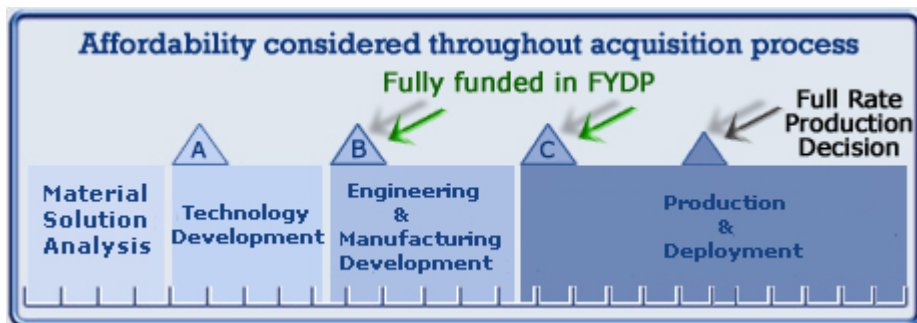 Affordability considered throughout acquisition process
Fully funded in FYDP
Full Rate
Production
Decision
A
B
C
Material
Solution
Analysis
Technology
Development
Engineering
&
Manufacturing
Development
Production
&
Deployment